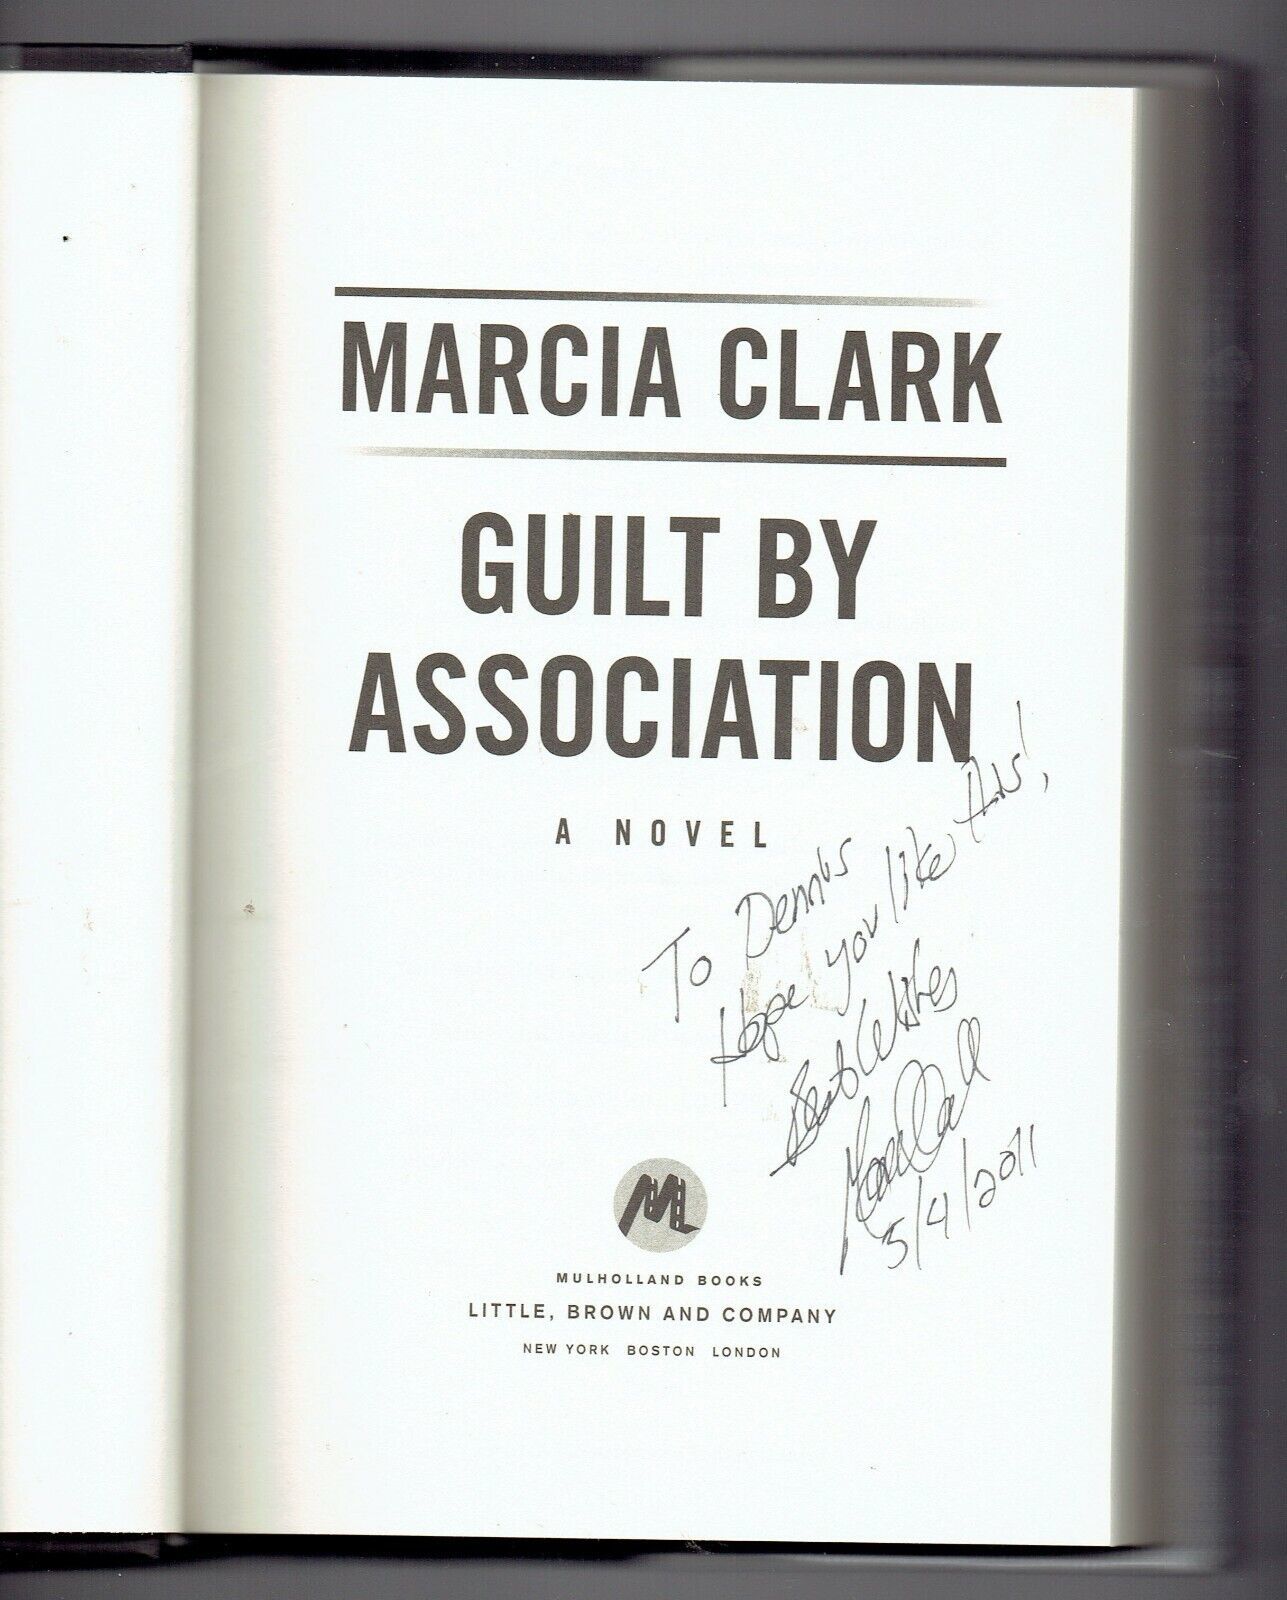 MARCIA CLARK
GUILT BY
ASSOCIATION
A NOVEL
To Dennis
Hope you like this!,
Best Wishes
5/4/2011
ML
MULHOLLAND BOOKS
LITTLE, BROWN AND COMPANY
NEW YORK BOSTON LONDON